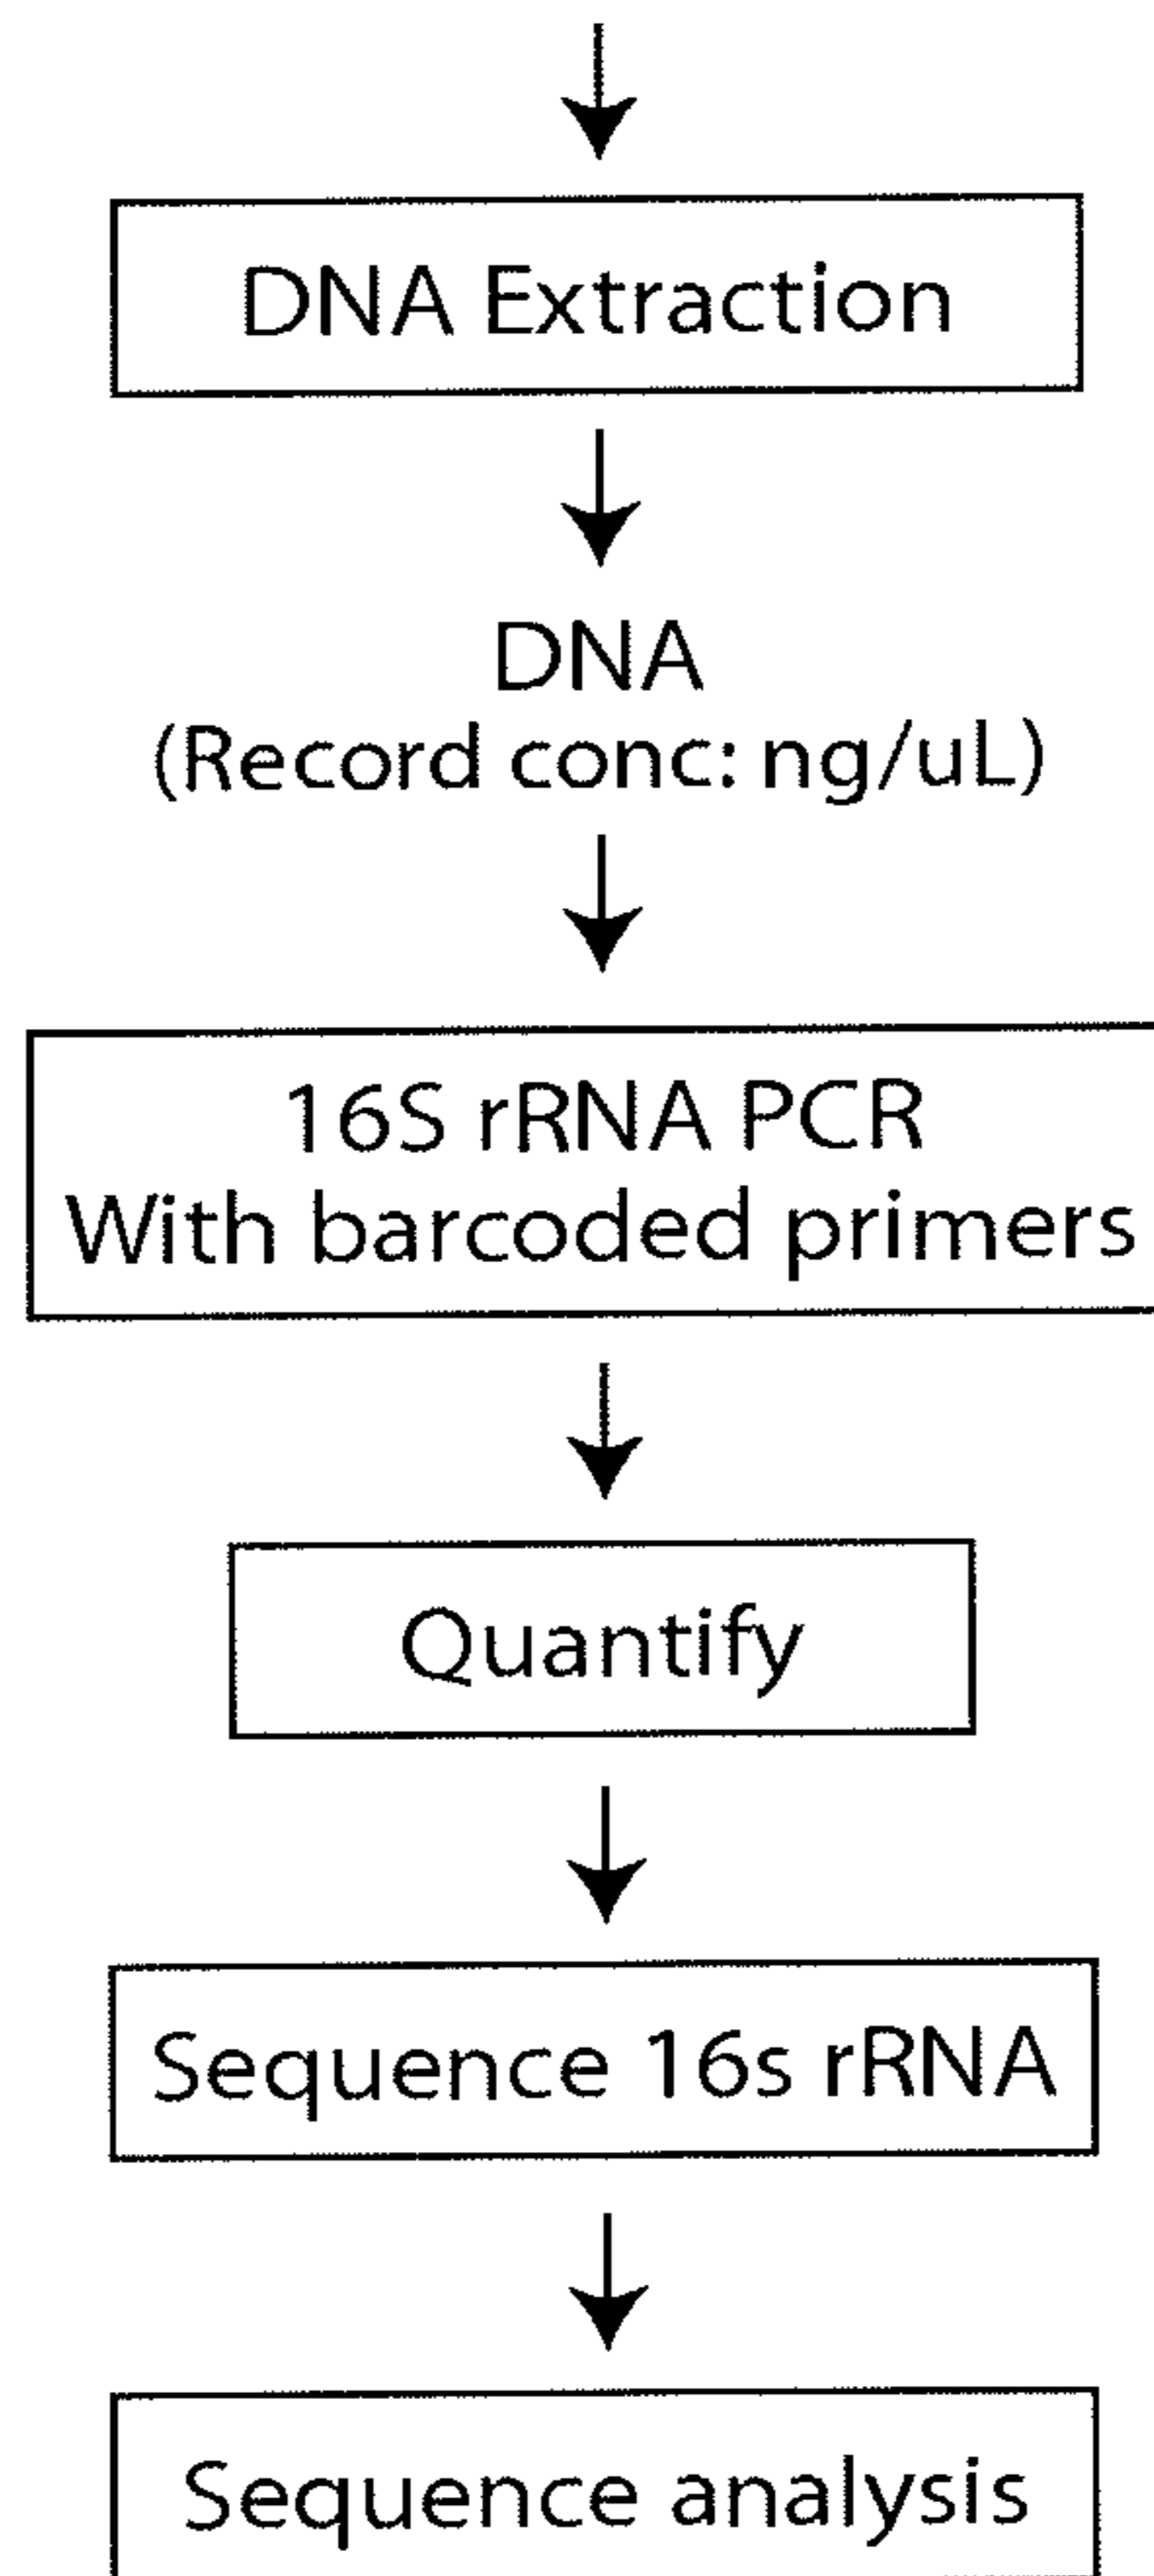 DNA Extraction
DNA
(Record conc: ng/uL)
16S rRNA PCR
With barcoded primers
Quantify
Sequence 16s rRNA
Sequence analysis